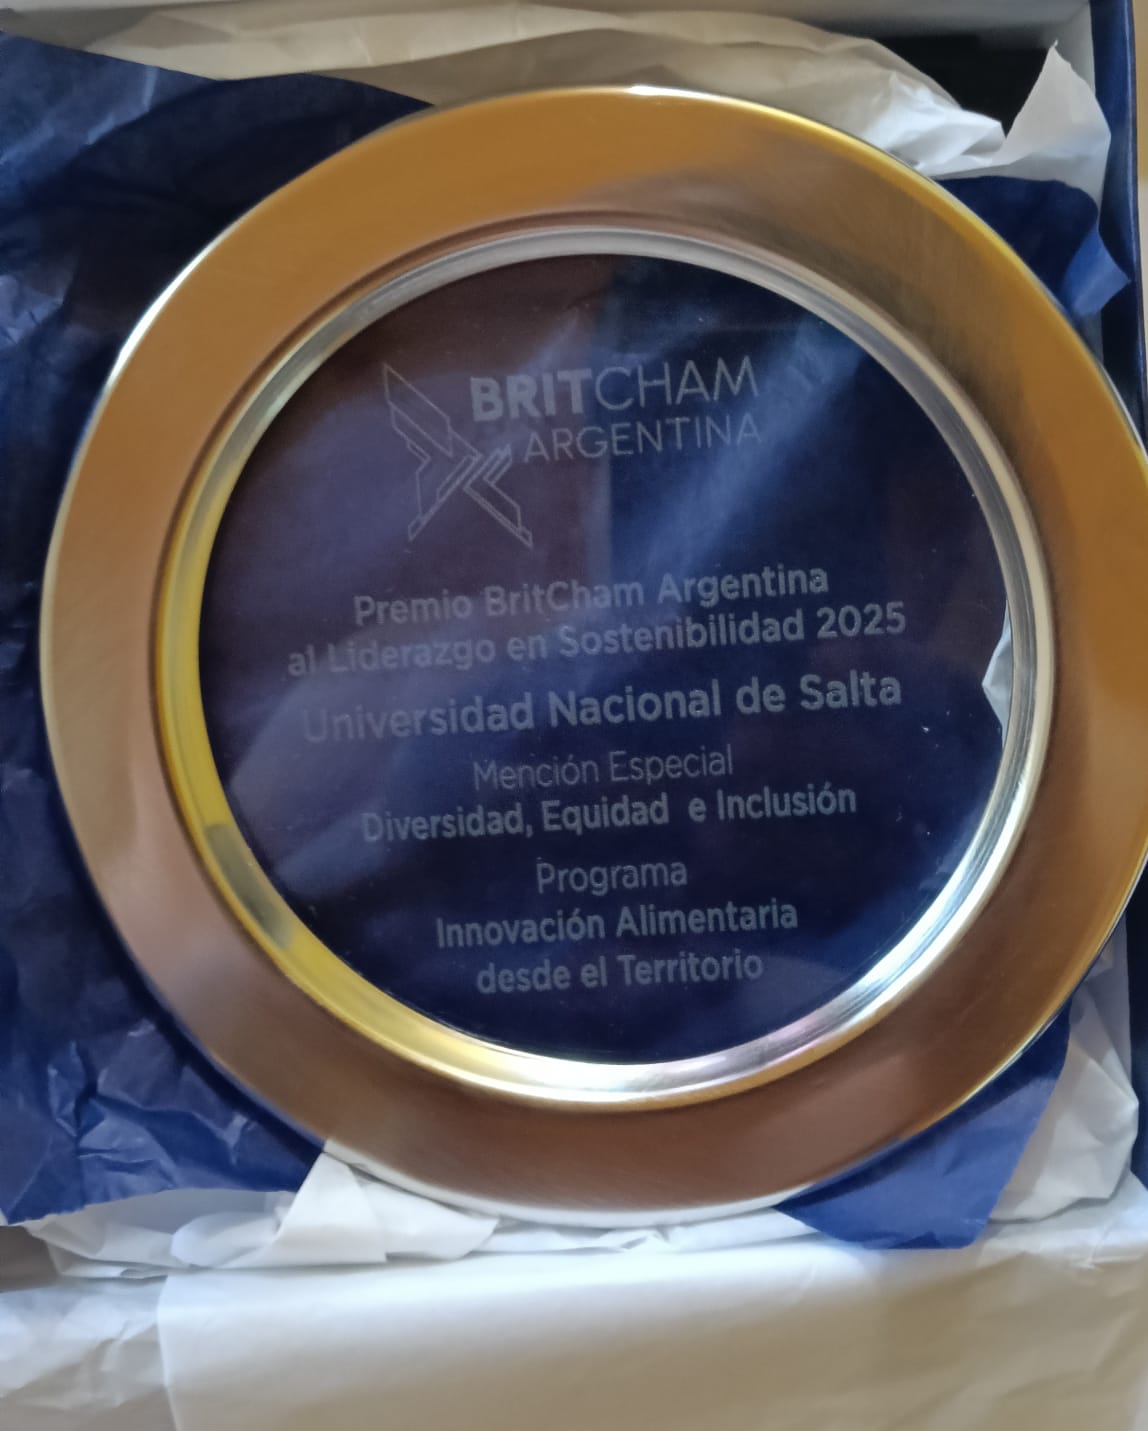 BRITCHAM
ARGENTINA
Premio BritCham Argentina
al Liderazgo en Sostenibilidad 2025
Universidad Nacional de Salta
Mención Especial
Diversidad, Equidad e Inclusión
Programa
Innovación Alimentaria
desde el Territorio